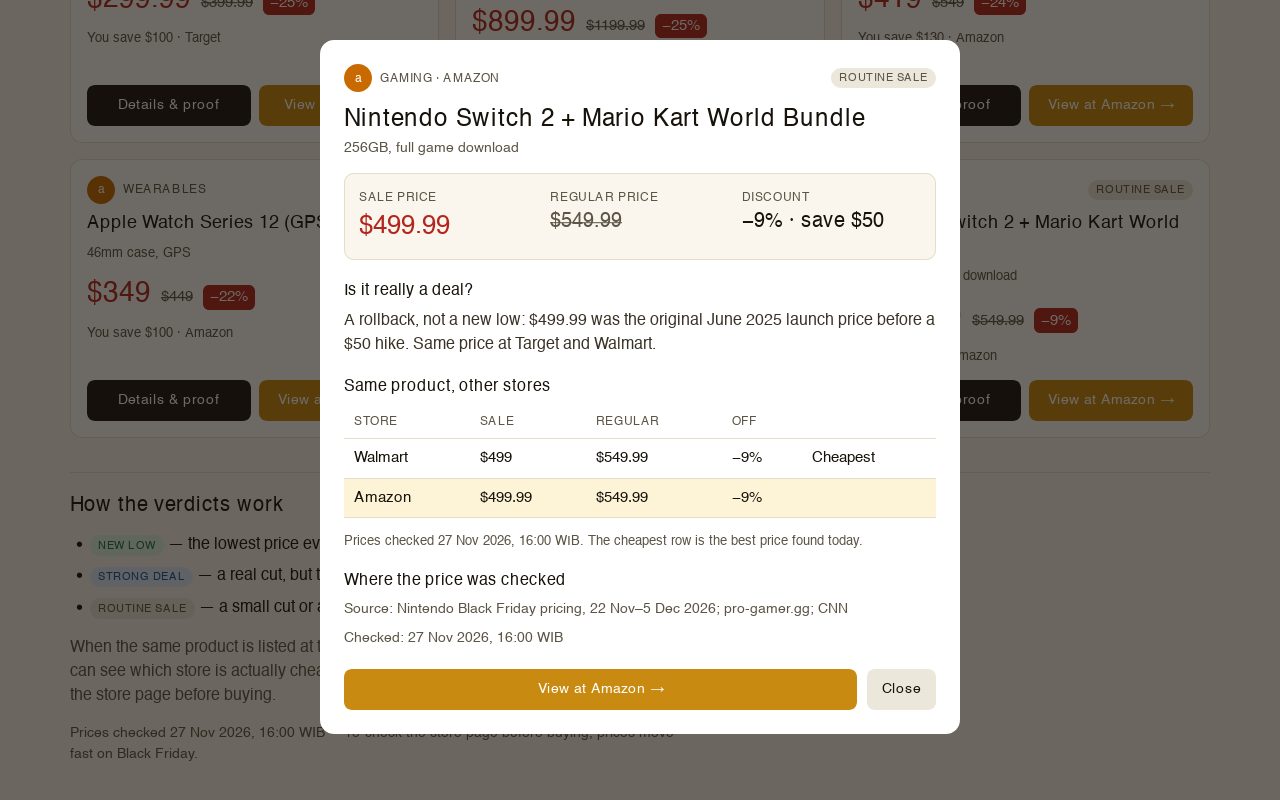 $299.99 $399.99 −25%
$899.99 $1199.99 −25%
$419 $549 −24%
You save $100 · Target
You save $130 · Amazon
Details & proof View
proof View at Amazon →
a WEARABLES
Apple Watch Series 12 (GPS
46mm case, GPS
$349 $449 −22%
You save $100 · Amazon
Details & proof View a
ROUTINE SALE
witch 2 + Mario Kart World
download
$549.99 −9%
mazon
proof View at Amazon →
a GAMING · AMAZON
ROUTINE SALE
Nintendo Switch 2 + Mario Kart World Bundle
256GB, full game download
SALE PRICE REGULAR PRICE DISCOUNT
$499.99 $549.99 −9% · save $50
Is it really a deal?
A rollback, not a new low: $499.99 was the original June 2025 launch price before a
$50 hike. Same price at Target and Walmart.
Same product, other stores
STORE SALE REGULAR OFF
Walmart $499 $549.99 −9% Cheapest
Amazon $499.99 $549.99 −9%
Prices checked 27 Nov 2026, 16:00 WIB. The cheapest row is the best price found today.
Where the price was checked
Source: Nintendo Black Friday pricing, 22 Nov–5 Dec 2026; pro-gamer.gg; CNN
Checked: 27 Nov 2026, 16:00 WIB
View at Amazon → Close
How the verdicts work
• NEW LOW — the lowest price ev
• STRONG DEAL — a real cut, but t
• ROUTINE SALE — a small cut or a
When the same product is listed at t
can see which store is actually chea
the store page before buying.
Prices checked 27 Nov 2026, 16:00 WIB
fast on Black Friday.